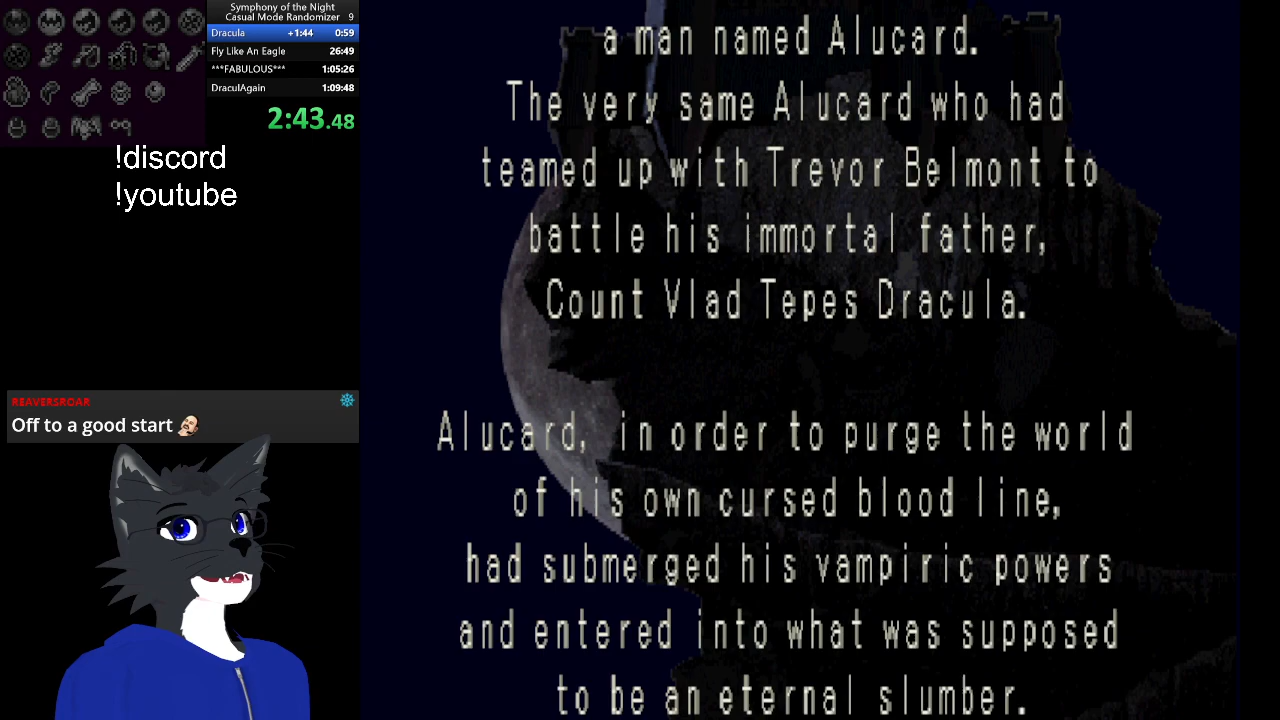 Symphony of the Night
Casual Mode Randomizer 9
Dracula +1:44 0:59
Fly Like An Eagle 26:49
***FABULOUS*** 1:05:26
DraculAgain 1:09:48
2:43.48
!discord
!youtube
REAVERSROAR
Off to a good start
a man named Alucard.
The very same Alucard who had
teamed up with Trevor Belmont to
battle his immortal father,
Count Vlad Tepes Dracula.
Alucard, in order to purge the world
of his own cursed blood line,
had submerged his vampiric powers
and entered into what was supposed
to be an eternal slumber.